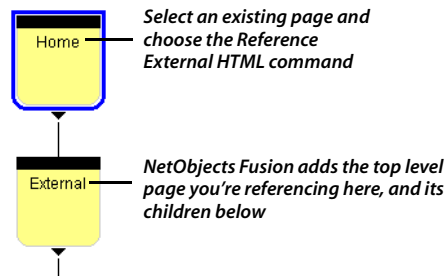 Home
Select an existing page and
choose the Reference
External HTML command
External
NetObjects Fusion adds the top level
page you're referencing here, and its
children below